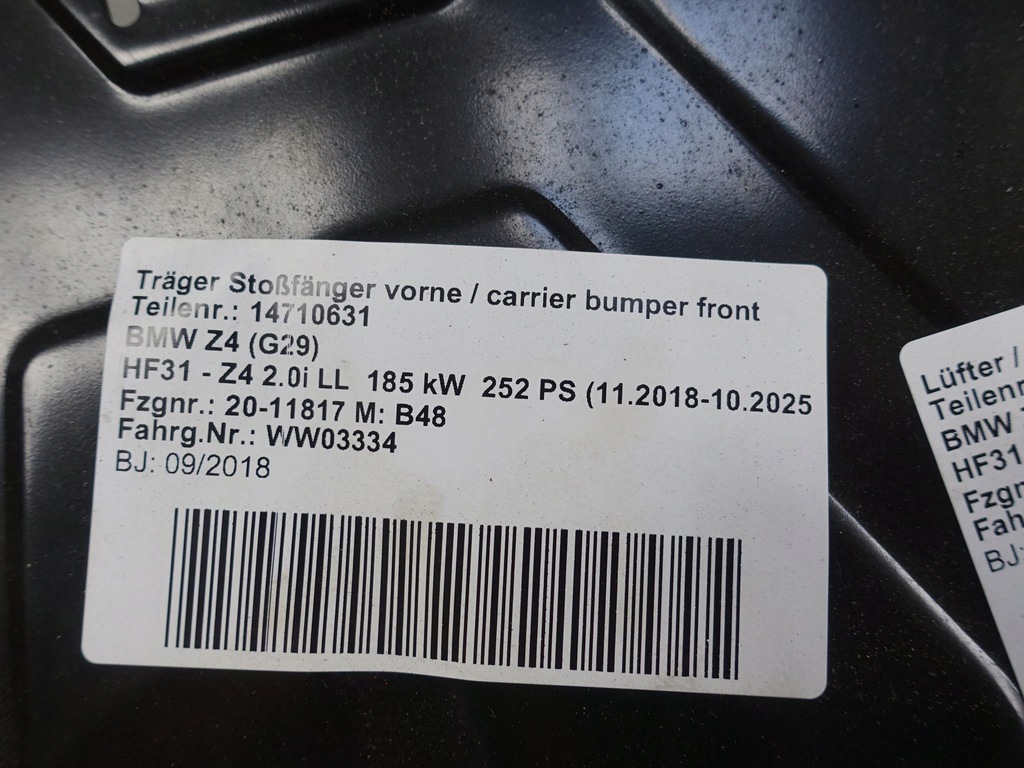 Träger Stoßfänger vorne / carrier bumper front
Teilenr.: 14710631
BMW Z4 (G29)
HF31 - Z4 2.0i LL 185 kW 252 PS (11.2018-10.2025
Fzgnr.: 20-11817 M: B48
Fahrg.Nr.: WW03334
BJ: 09/2018
Lüfter /
Teilenr
BMW
HF31
Fzgn
Fah
BJ: